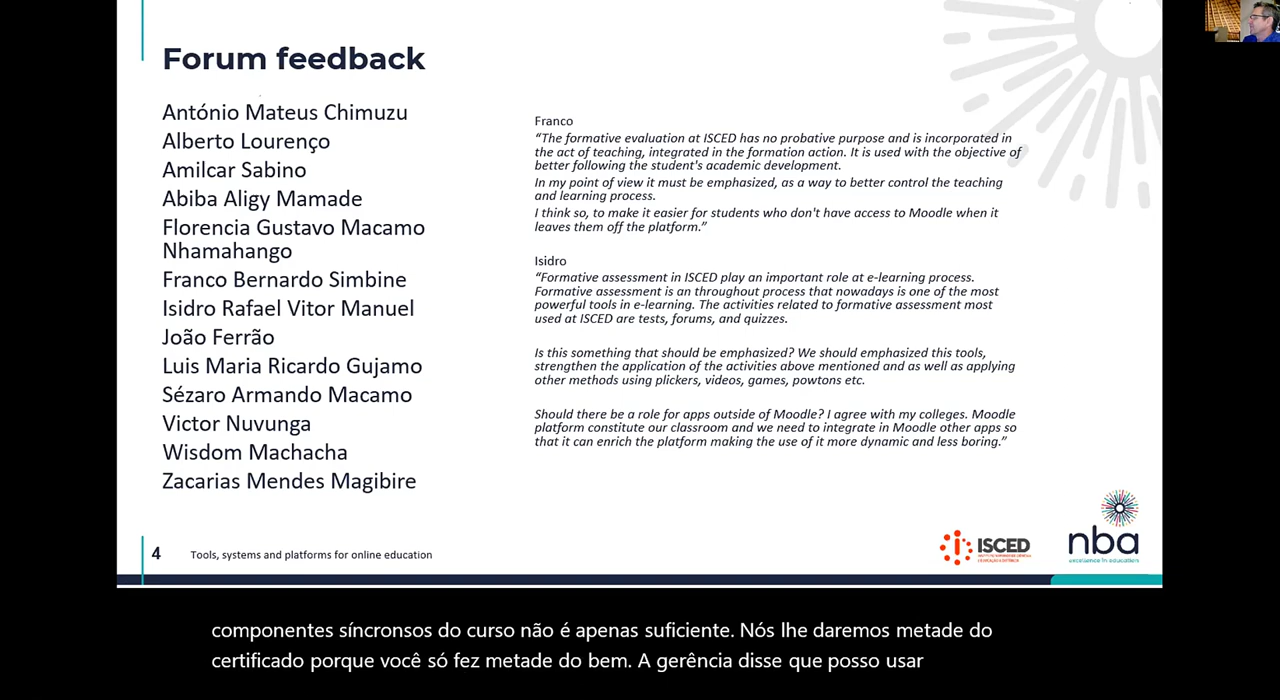 Forum feedback
António Mateus Chimuzu
Alberto Lourenço
Amilcar Sabino
Abiba Aligy Mamade
Florencia Gustavo Macamo
Nhamahango
Franco Bernardo Simbine
Isidro Rafael Vitor Manuel
João Ferrão
Luis Maria Ricardo Gujamo
Sézaro Armando Macamo
Victor Nuvunga
Wisdom Machacha
Zacarias Mendes Magibire
Franco
“The formative evaluation at ISCED has no probative purpose and is incorporated in
the act of teaching, integrated in the formation action. It is used with the objective of
better following the student's academic development.
In my point of view it must be emphasized, as a way to better control the teaching
and learning process.
I think so, to make it easier for students who don't have access to Moodle when it
leaves them off the platform.”
Isidro
“Formative assessment in ISCED play an important role at e-learning process.
Formative assessment is an throughout process that nowadays is one of the most
powerful tools in e-learning. The activities related to formative assessment most
used at ISCED are tests, forums, and quizzes.
Is this something that should be emphasized? We should emphasized this tools,
strengthen the application of the activities above mentioned and as well as applying
other methods using plickers, videos, games, powtons etc.
Should there be a role for apps outside of Moodle? I agree with my colleges. Moodle
platform constitute our classroom and we need to integrate in Moodle other apps so
that it can enrich the platform making the use of it more dynamic and less boring.”
4
Tools, systems and platforms for online education
ISCED
nba
excellence in education
componentes síncronsos do curso não é apenas suficiente. Nós lhe daremos metade do
certificado porque você só fez metade do bem. A gerência disse que posso usar